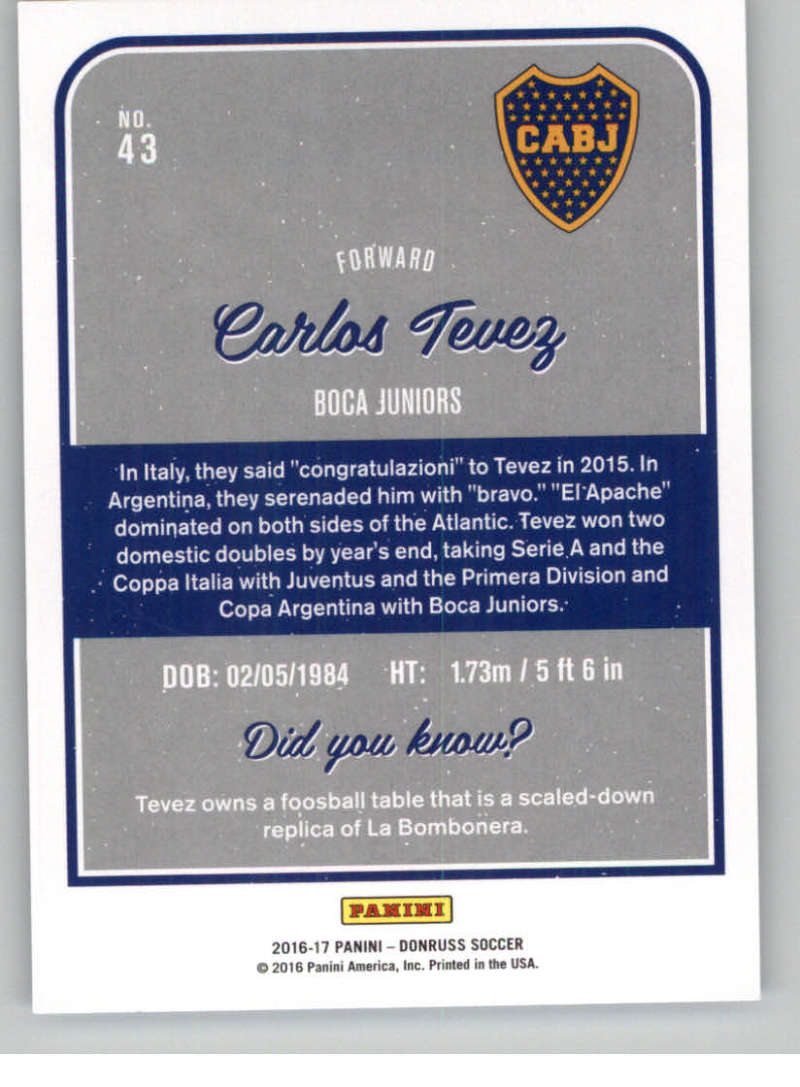 NO.
43
CABJ
FORWARD
Carlos Tevez
BOCA JUNIORS
In Italy, they said "congratulazioni" to Tevez in 2015. In
Argentina, they serenaded him with "bravo." "El Apache"
dominated on both sides of the Atlantic. Tevez won two
domestic doubles by year's end, taking Serie A and the
Coppa Italia with Juventus and the Primera Division and
Copa Argentina with Boca Juniors.
DOB: 02/05/1984 HT: 1.73m / 5 ft 6 in
Did you know?
Tevez owns a foosball table that is a scaled-down
replica of La Bombonera.
PANINI
2016-17 PANINI – DONRUSS SOCCER
© 2016 Panini America, Inc. Printed in the USA.